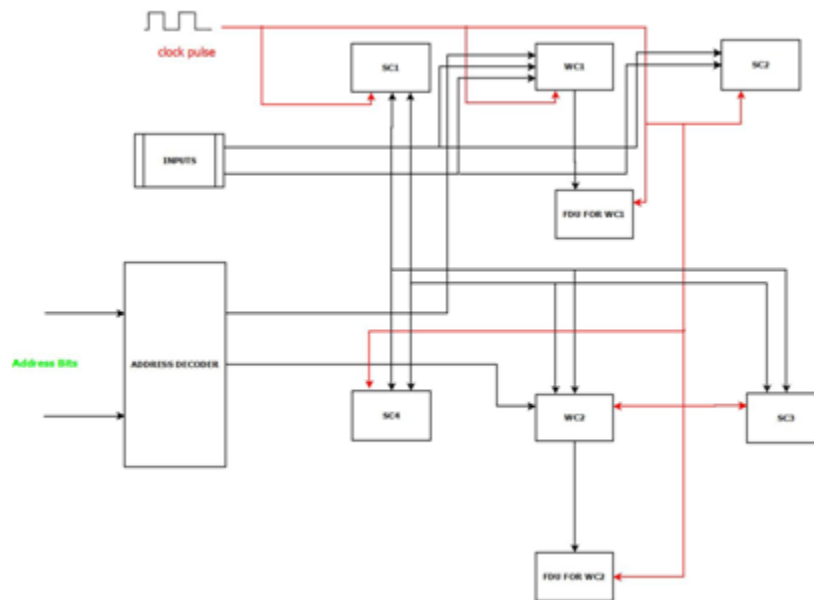 clock pulse
SC1
WC1
SC2
INPUTS
FDU FOR WC1
Address Bits
ADDRESS DECODER
SC4
WC2
SC3
FDU FOR WC2